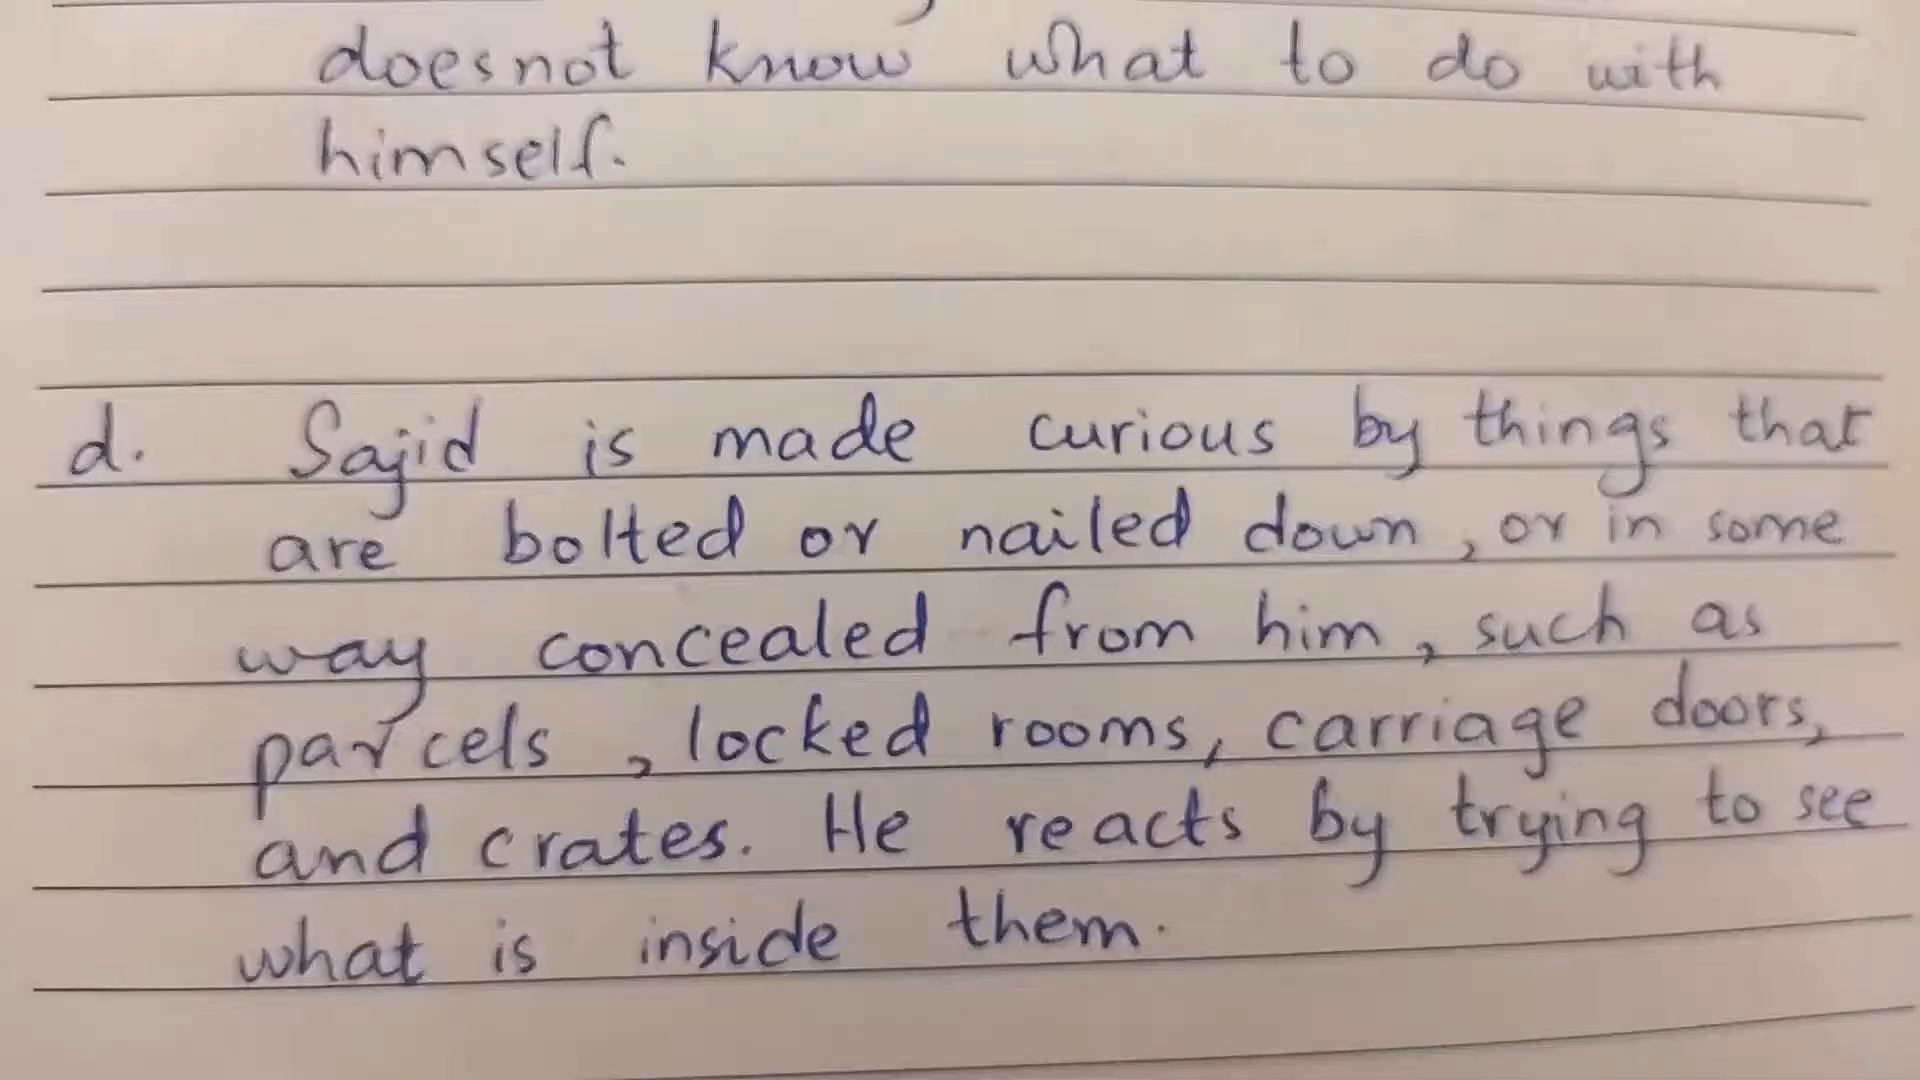 doesnot know what to do with
himself.
d. Sajid is made curious by things that
are bolted or nailed down, or in some
way concealed from him, such as
parcels, locked rooms, carriage doors,
and crates. He reacts by trying to see
what is inside them.